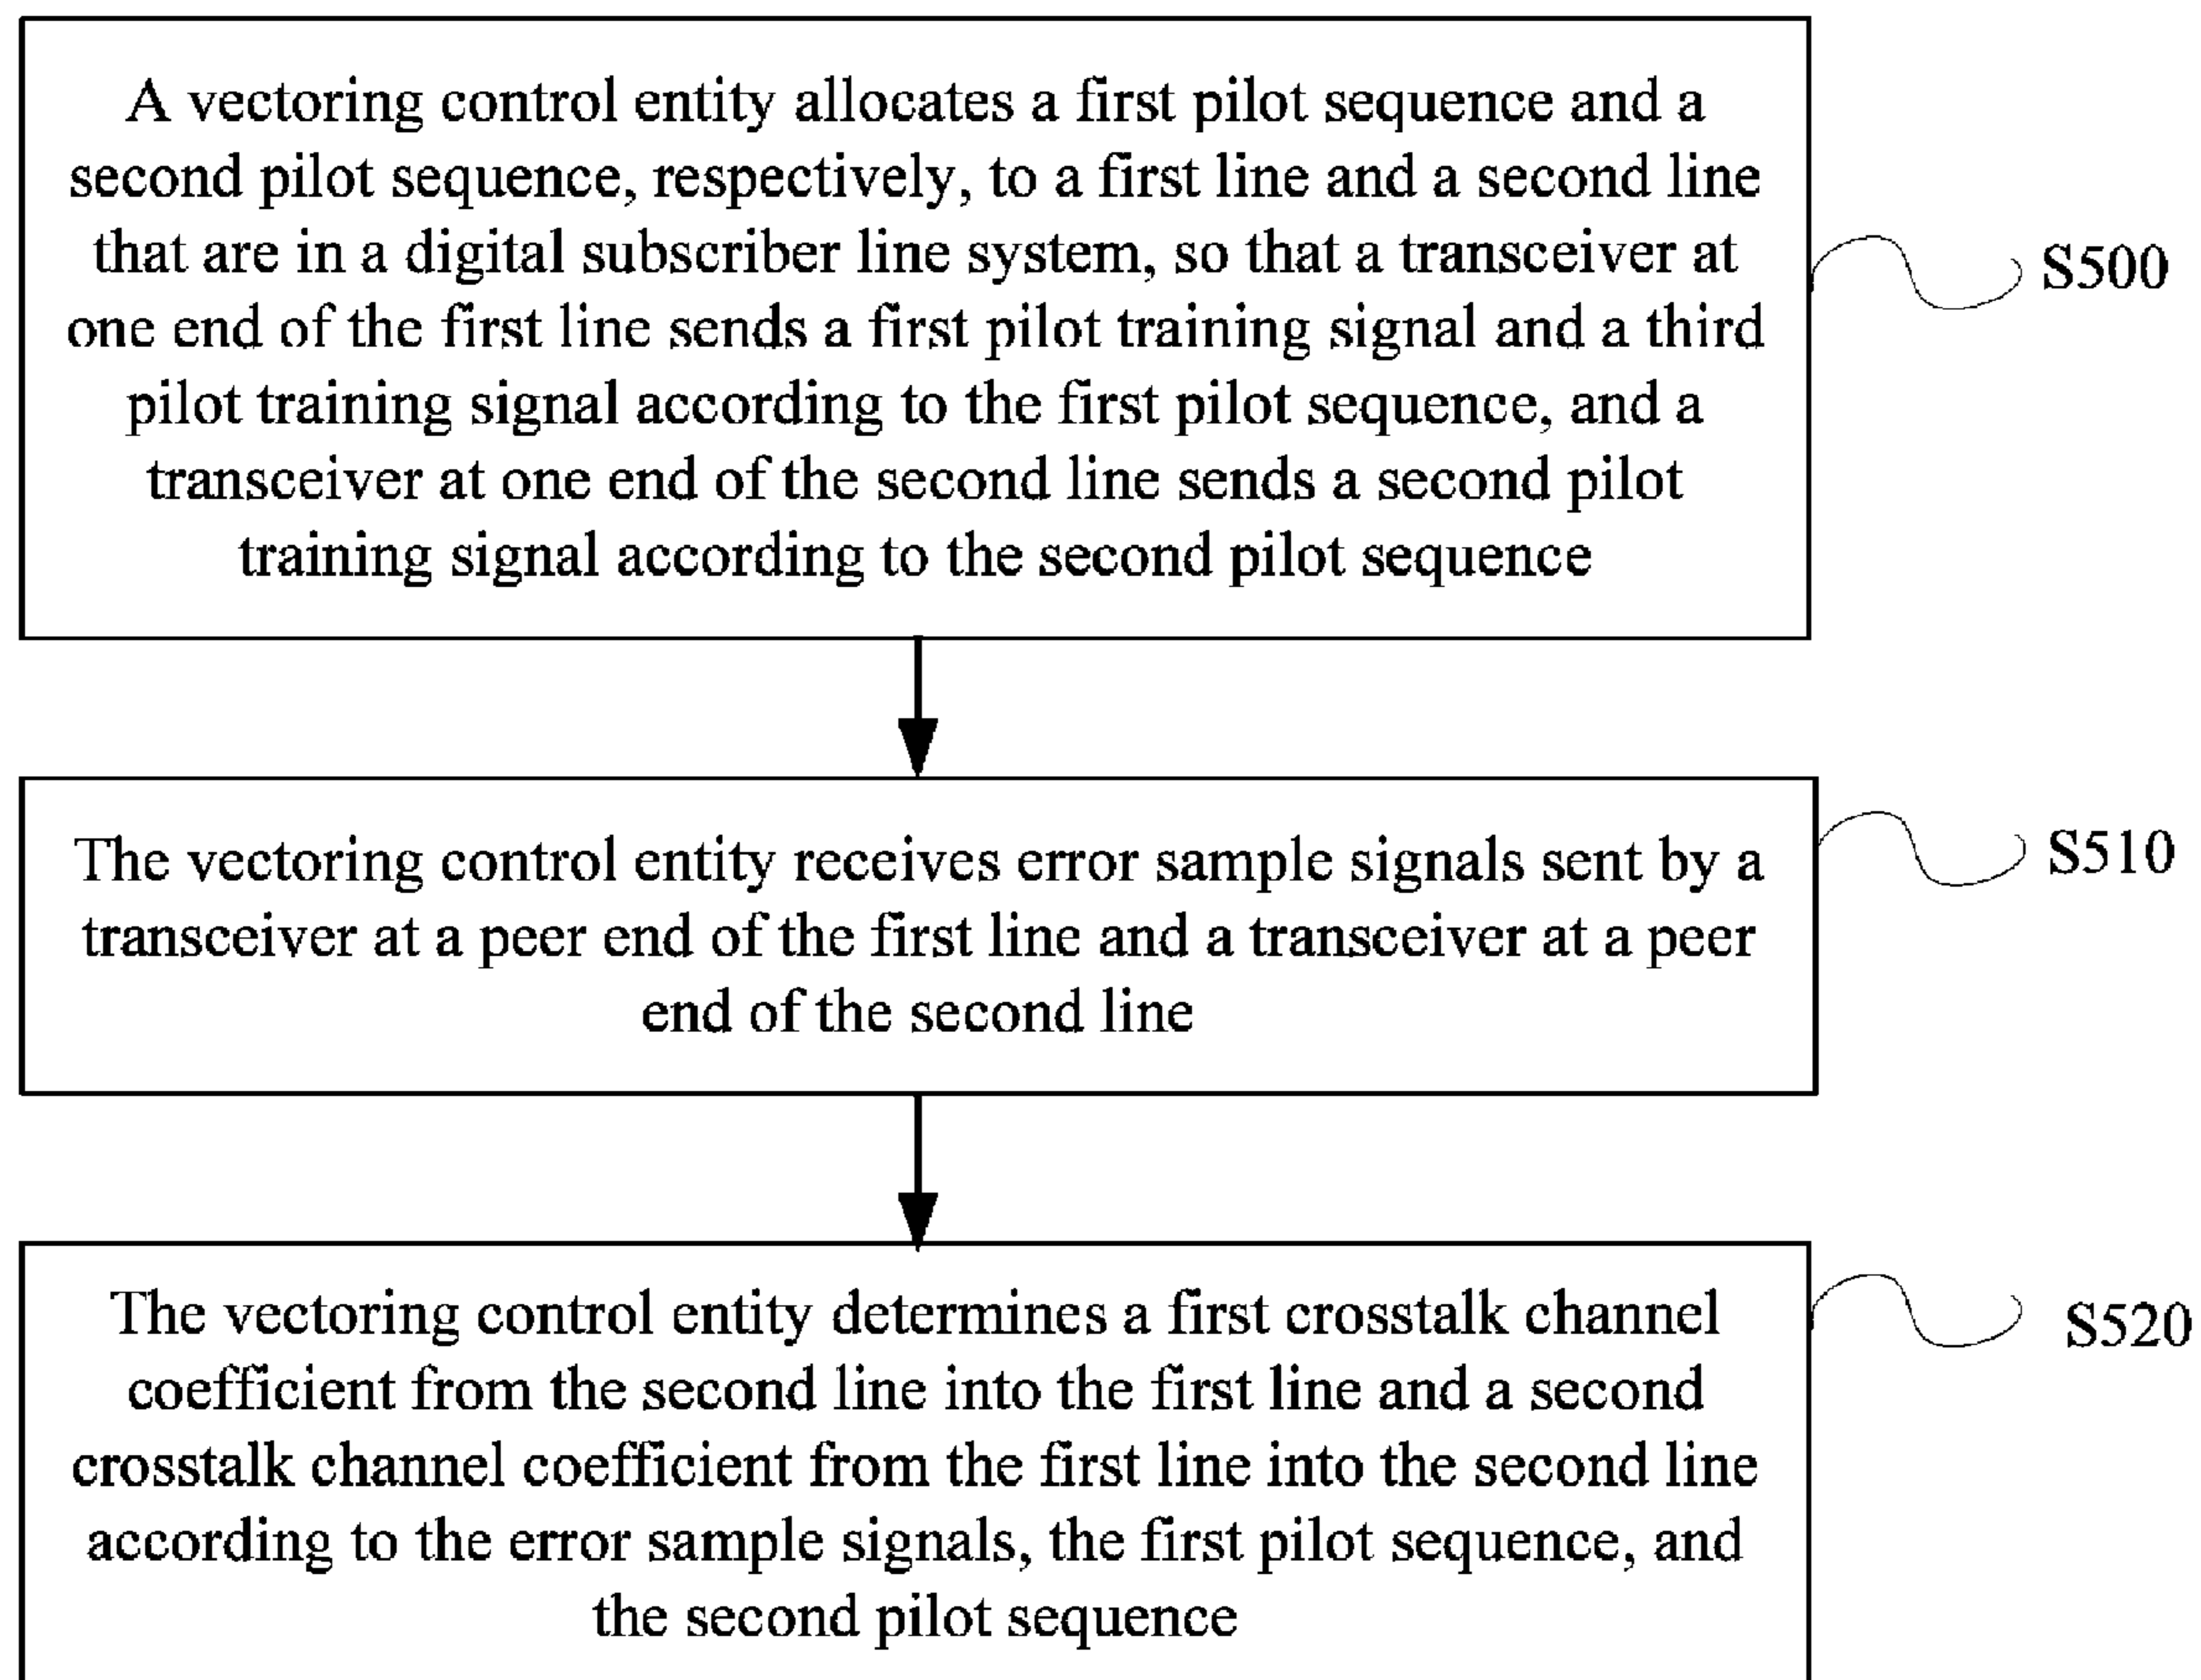 A vectoring control entity allocates a first pilot sequence and a
second pilot sequence, respectively, to a first line and a second line
that are in a digital subscriber line system, so that a transceiver at
one end of the first line sends a first pilot training signal and a third
pilot training signal according to the first pilot sequence, and a
transceiver at one end of the second line sends a second pilot
training signal according to the second pilot sequence
S500
The vectoring control entity receives error sample signals sent by a
transceiver at a peer end of the first line and a transceiver at a peer
end of the second line
S510
The vectoring control entity determines a first crosstalk channel
coefficient from the second line into the first line and a second
crosstalk channel coefficient from the first line into the second line
according to the error sample signals, the first pilot sequence, and
the second pilot sequence
S520